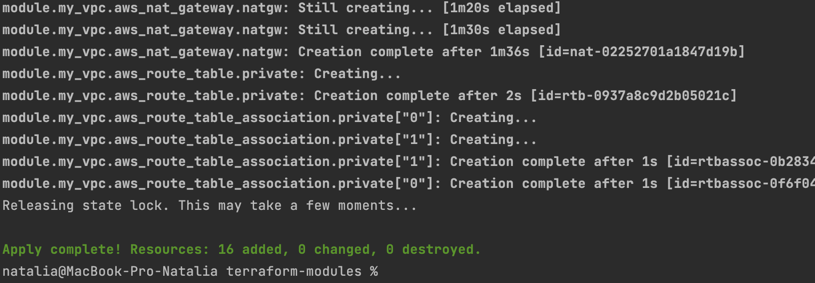 module.my_vpc.aws_nat_gateway.natgw: Still creating... [1m20s elapsed]
module.my_vpc.aws_nat_gateway.natgw: Still creating... [1m30s elapsed]
module.my_vpc.aws_nat_gateway.natgw: Creation complete after 1m36s [id=nat-02252701a1847d19b]
module.my_vpc.aws_route_table.private: Creating...
module.my_vpc.aws_route_table.private: Creation complete after 2s [id=rtb-0937a8c9d2b05021c]
module.my_vpc.aws_route_table_association.private["0"]: Creating...
module.my_vpc.aws_route_table_association.private["1"]: Creating...
module.my_vpc.aws_route_table_association.private["1"]: Creation complete after 1s [id=rtbassoc-0b2834
module.my_vpc.aws_route_table_association.private["0"]: Creation complete after 1s [id=rtbassoc-0f6f04
Releasing state lock. This may take a few moments...
Apply complete! Resources: 16 added, 0 changed, 0 destroyed.
natalia@MacBook-Pro-Natalia terraform-modules %